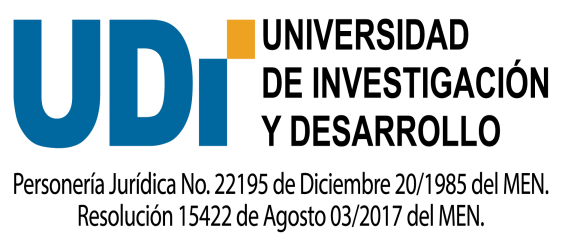 UDi
UNIVERSIDAD
DE INVESTIGACIÓN
Y DESARROLLO
Personería Jurídica No. 22195 de Diciembre 20/1985 del MEN.
Resolución 15422 de Agosto 03/2017 del MEN.